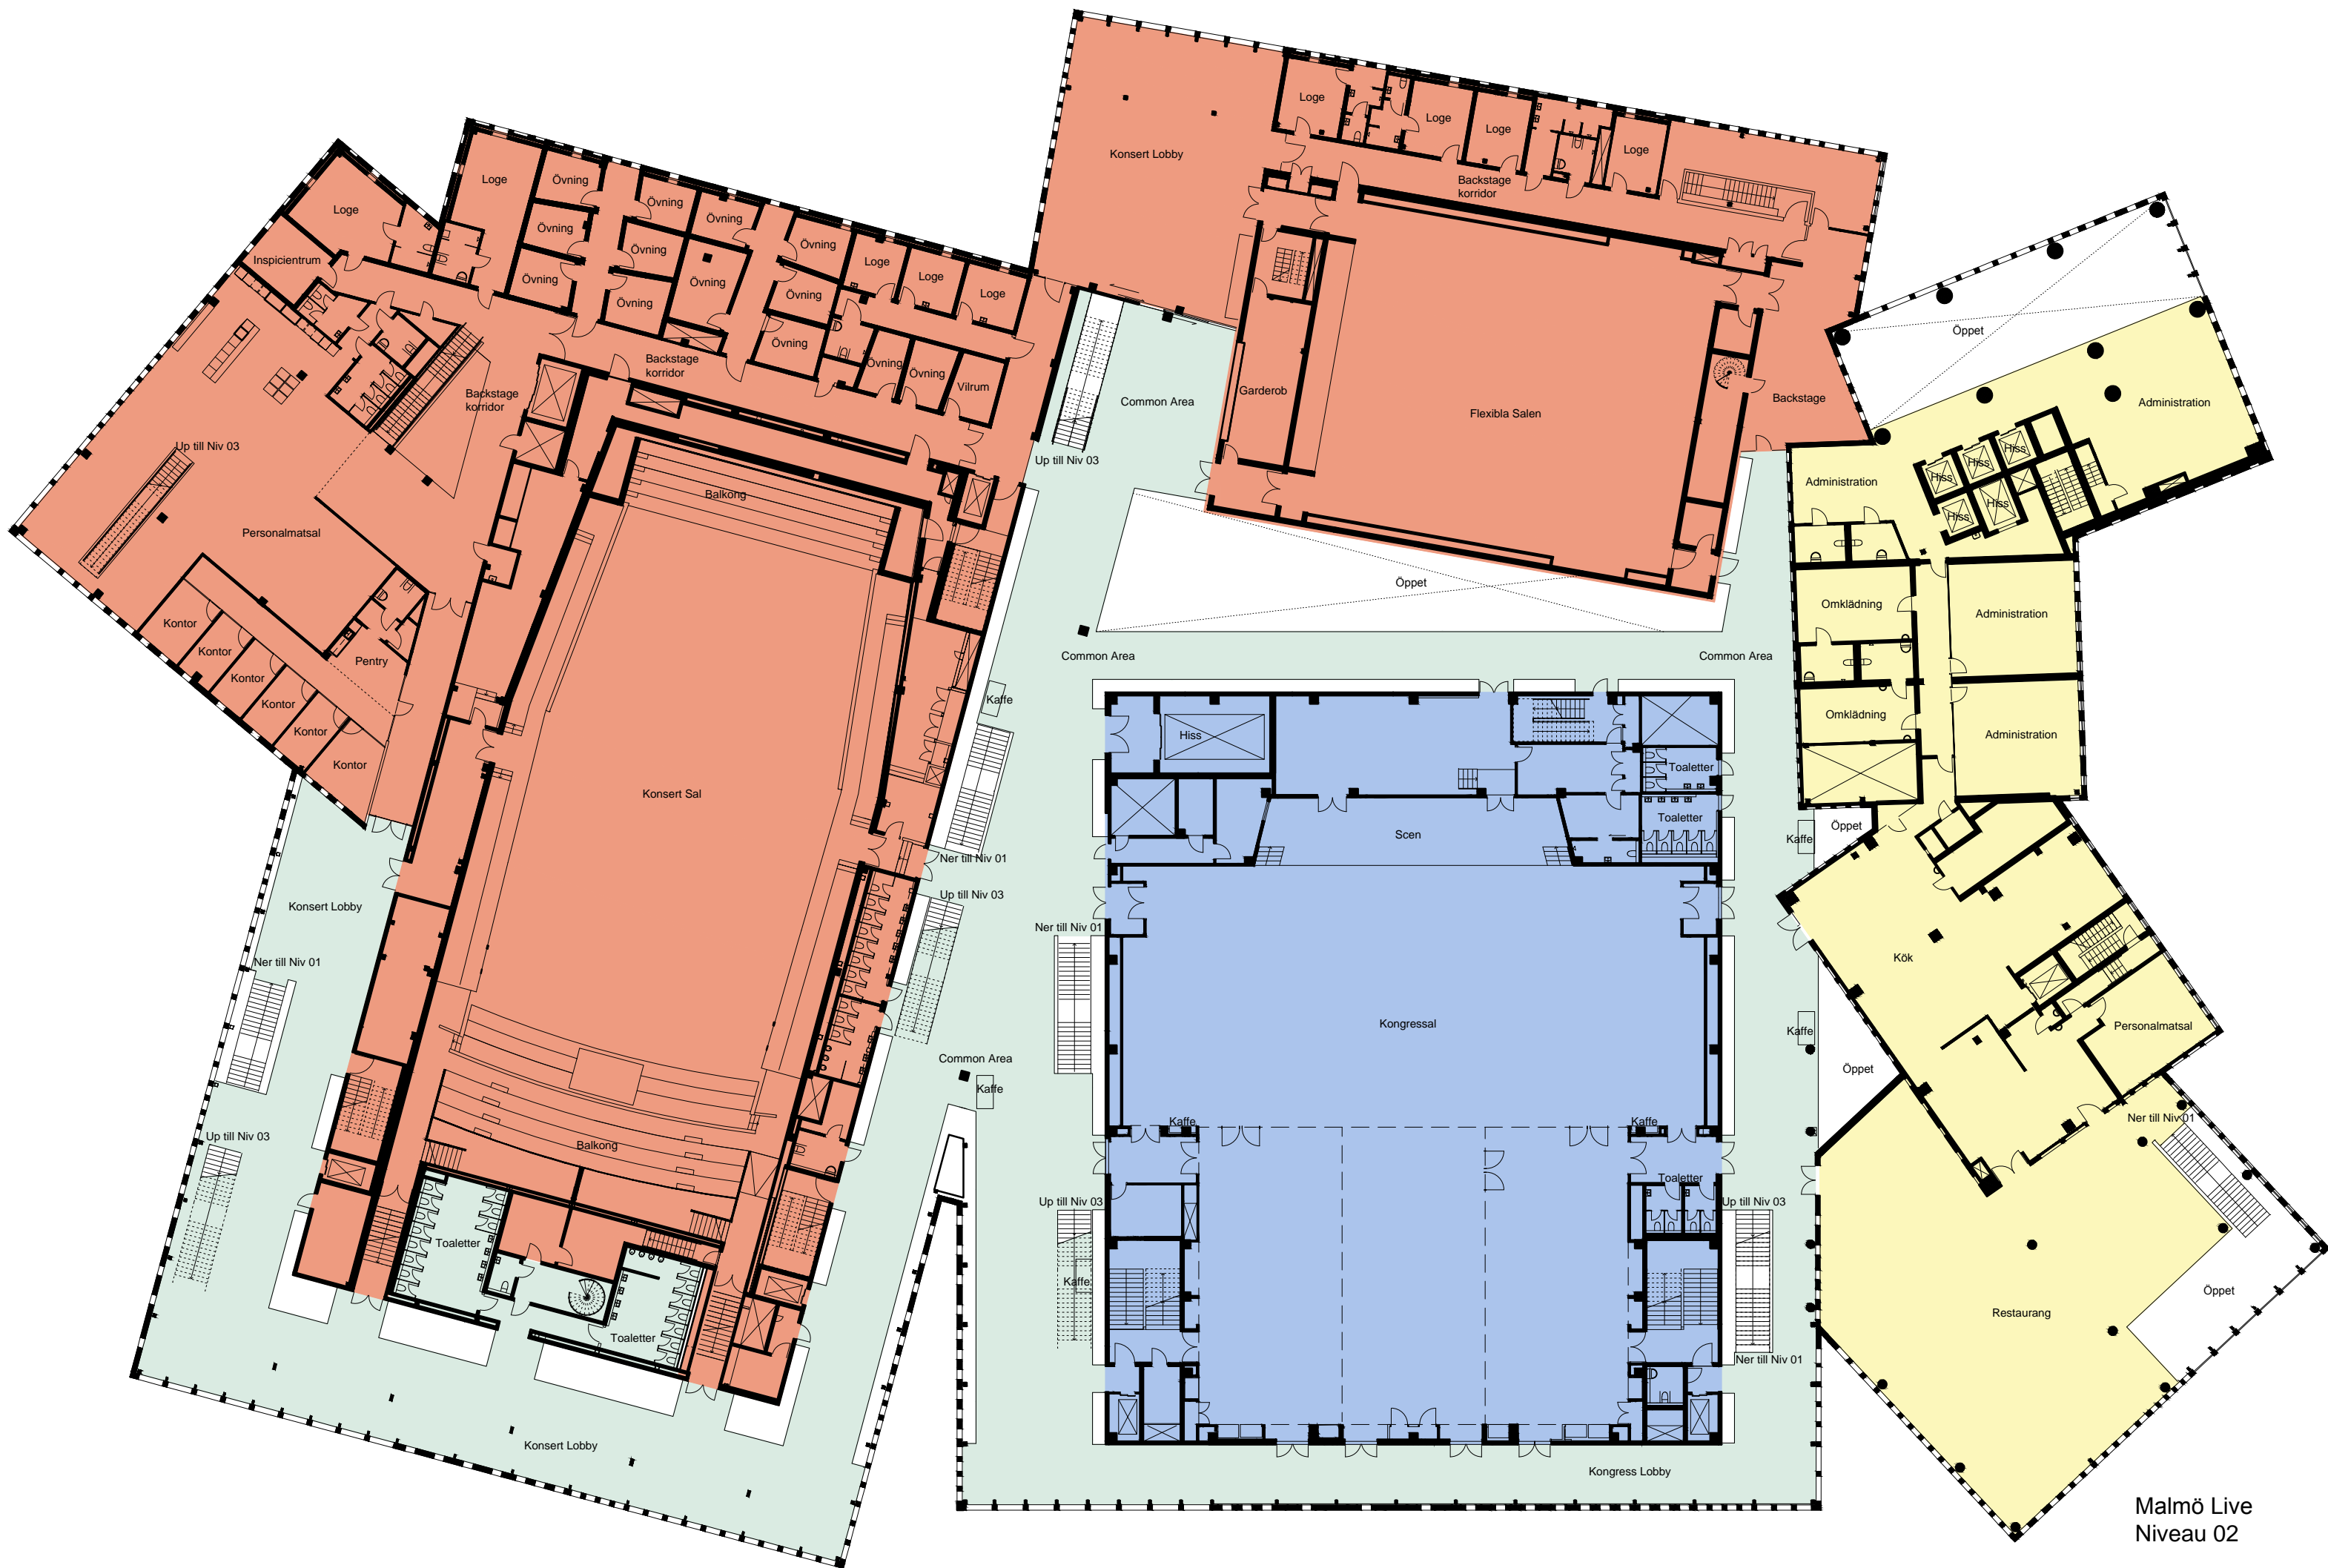 Loge
Loge
Loge
Loge
Konsert Lobby
Backstage
korridor
Loge
Övning
Övning
Övning
Loge
Övning
Övning
Övning
Övning
Inspicientrum
Loge
Loge
Loge
Övning
Övning
Övning
Övning
Övning
Öppet
Backstage
korridor
Övning
Övning
Vilrum
Backstage
korridor
Common Area
Garderob
Flexibla Salen
Backstage
Administration
Up till Niv 03
Up till Niv 03
Hiss
Hiss
Hiss
Hiss
Hiss
Administration
Balkong
Personalmatsal
Öppet
Omklädning
Administration
Kontor
Kontor
Kontor
Kontor
Kontor
Kontor
Pentry
Common Area
Common Area
Kaffe
Omklädning
Administration
Hiss
Toaletter
Konsert Sal
Toaletter
Scen
Öppet
Kaffe
Ner till Niv 01
Up till Niv 03
Konsert Lobby
Ner till Niv 01
Ner till Niv 01
Kök
Kongressal
Kaffe
Personalmatsal
Common Area
Kaffe
Öppet
Kaffe
Kaffe
Ner till Niv 01
Up till Niv 03
Balkong
Toaletter
Up till Niv 03
Up till Niv 03
Toaletter
Kaffe
Öppet
Restaurang
Toaletter
Ner till Niv 01
Konsert Lobby
Kongress Lobby
Malmö Live
Niveau 02